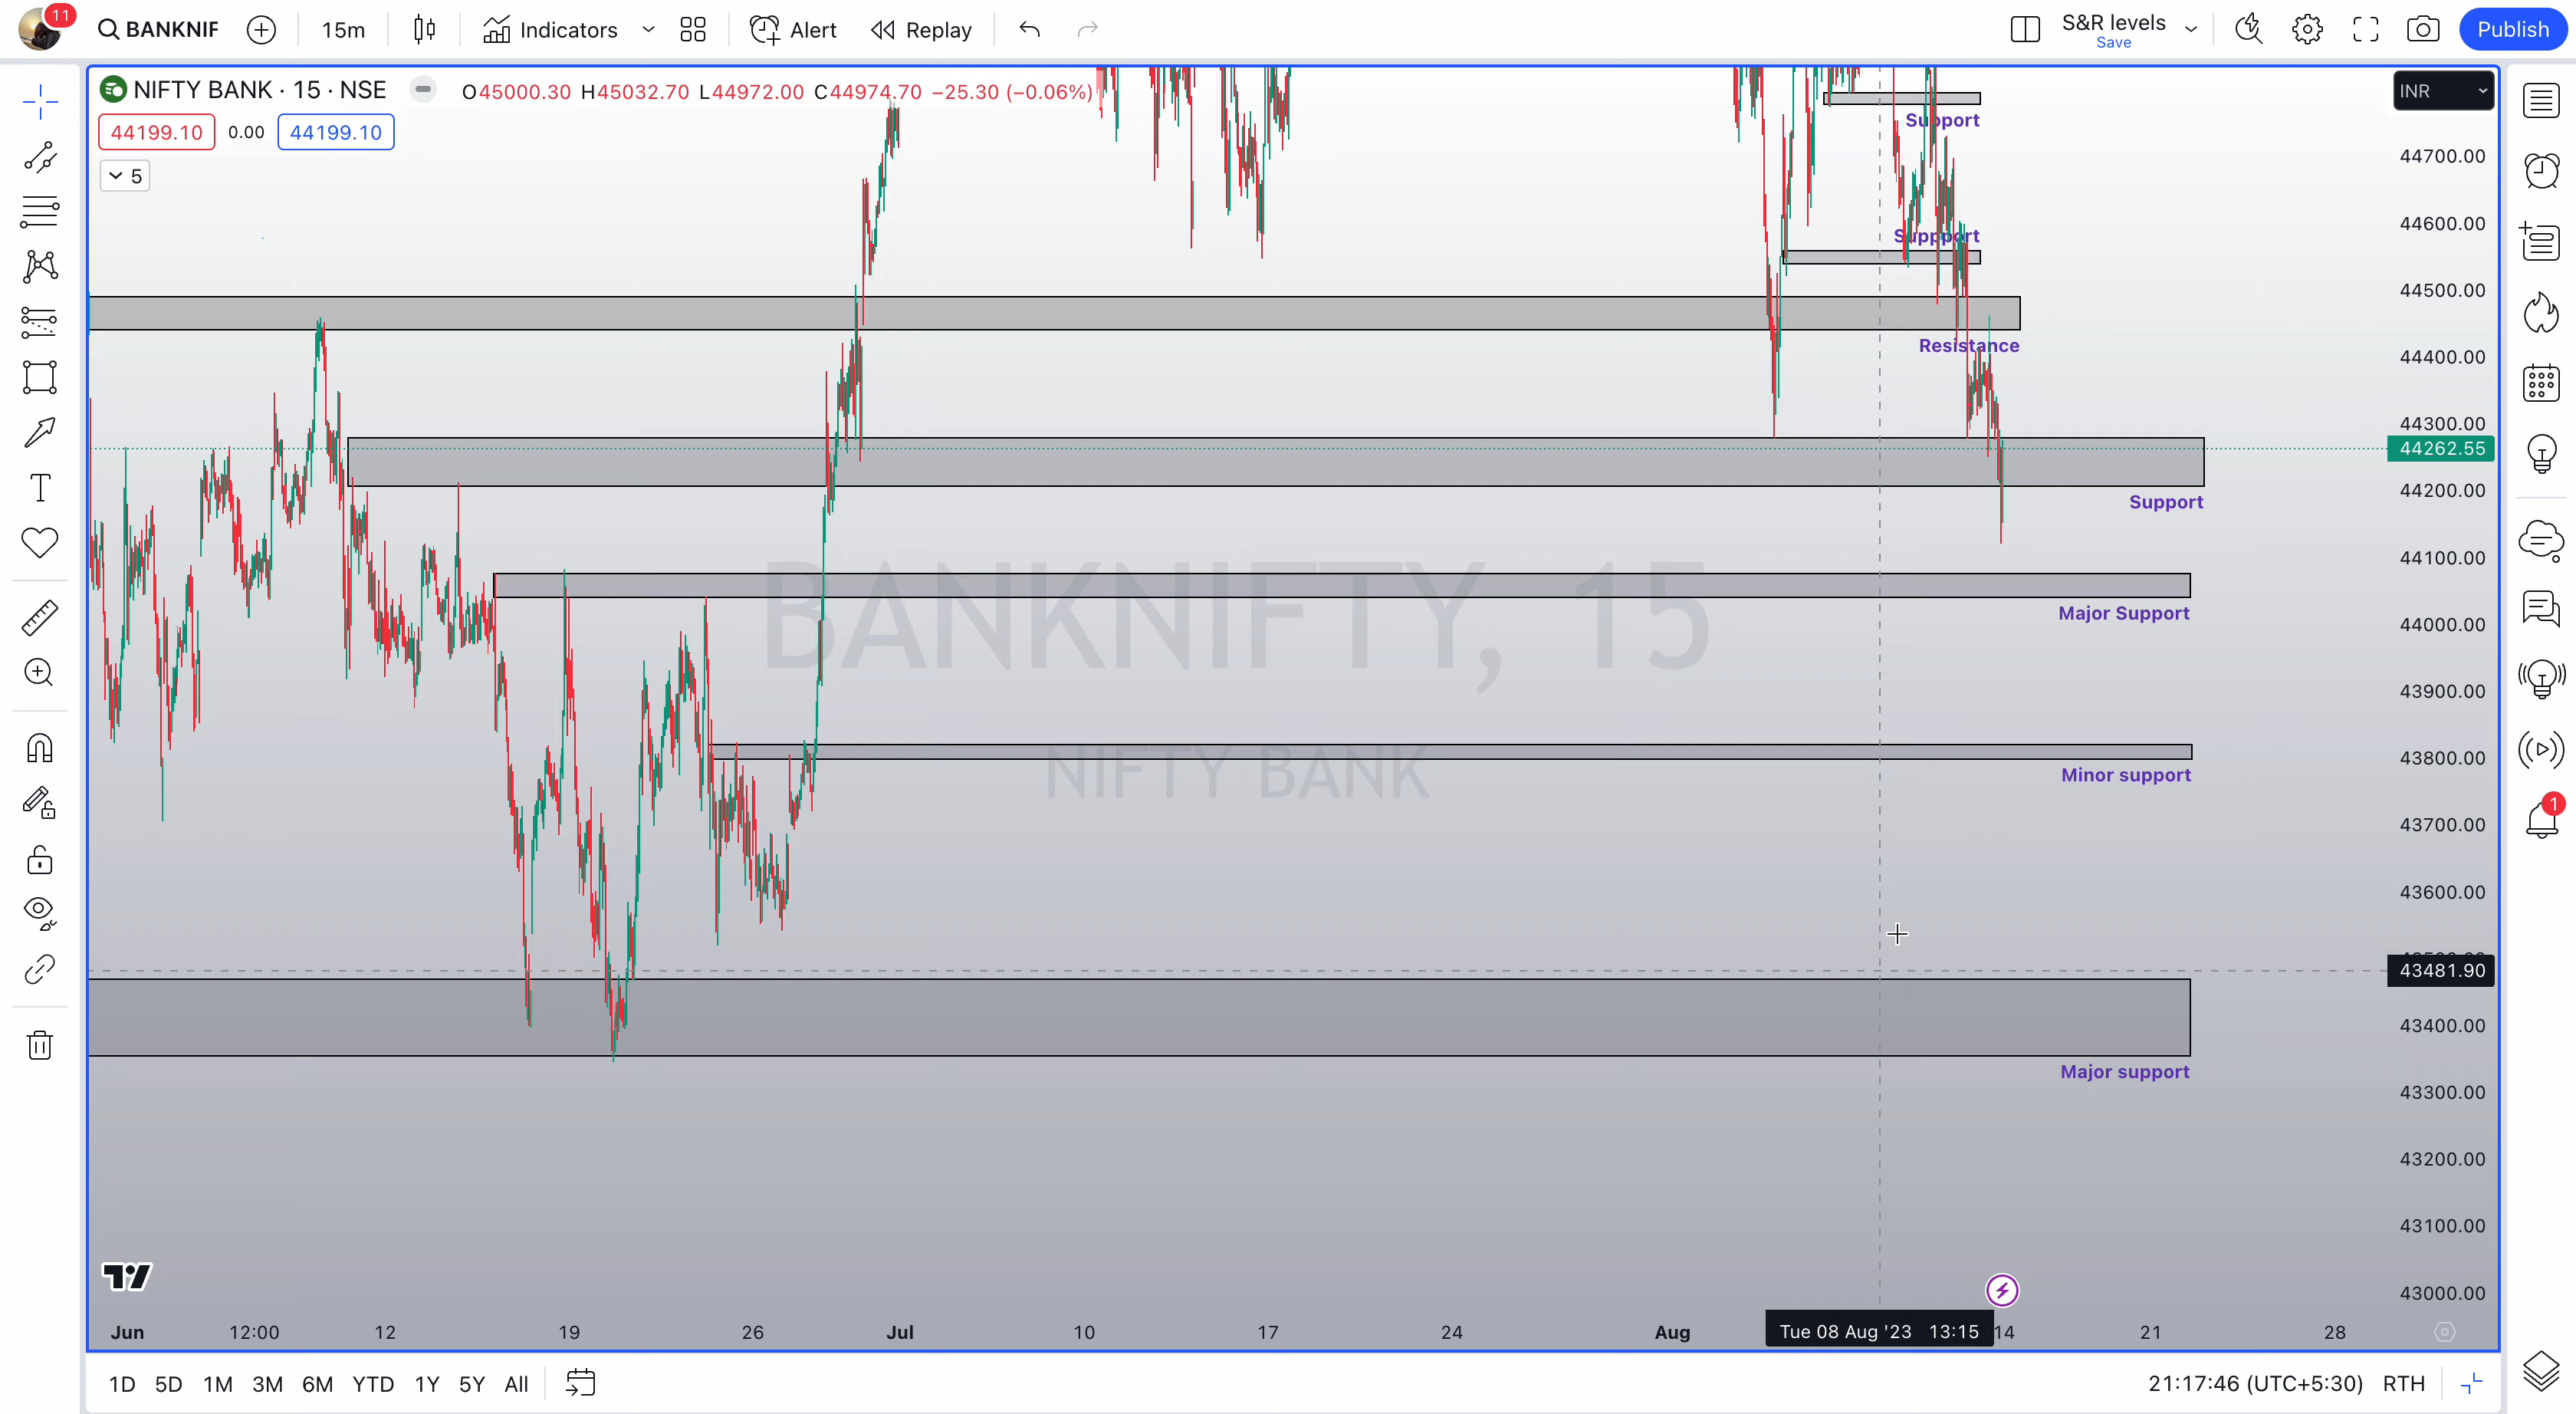 11
BANKNIF
15m
Indicators
Alert
Replay
S&R levels
Save
Publish
NIFTY BANK · 15 · NSE
O45000.30 H45032.70 L44972.00 C44974.70 −25.30 (−0.06%)
INR
44199.10 0.00 44199.10
5
Support
44700.00
44600.00
Suppport
44500.00
Resistance
44400.00
44300.00
44262.55
44200.00
Support
44100.00
BANKNIFTY, 15
NIFTY BANK
Major Support
44000.00
43900.00
43800.00
Minor support
43700.00
1
43600.00
43481.90
43400.00
Major support
43300.00
43200.00
43100.00
43000.00
Jun 12:00 12 19 26 Jul 10 17 24 Aug Tue 08 Aug '23 13:15 14 21 28
1D 5D 1M 3M 6M YTD 1Y 5Y All
21:17:46 (UTC+5:30) RTH